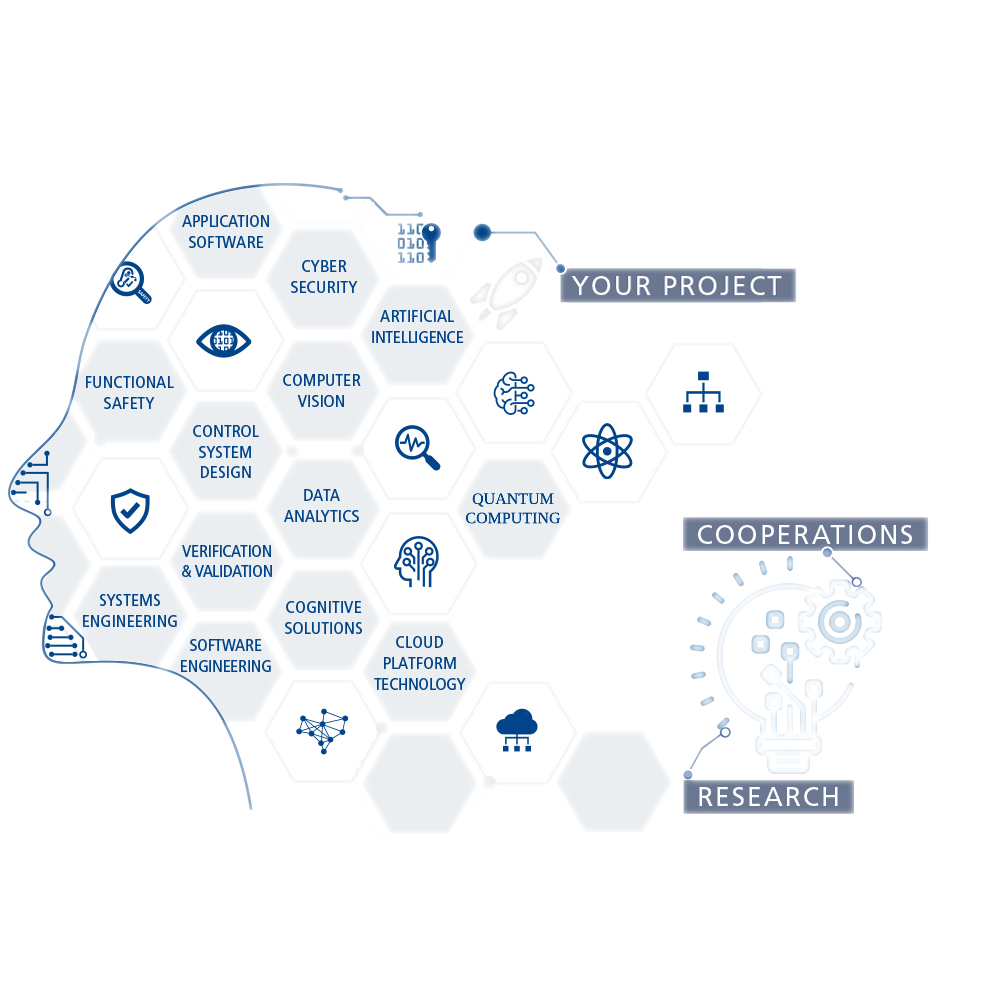 APPLICATION
SOFTWARE
CYBER
SECURITY
110
010
110
YOUR PROJECT
ARTIFICIAL
INTELLIGENCE
FUNCTIONAL
SAFETY
COMPUTER
VISION
CONTROL
SYSTEM
DESIGN
DATA
ANALYTICS
QUANTUM
COMPUTING
COOPERATIONS
VERIFICATION
& VALIDATION
SYSTEMS
ENGINEERING
COGNITIVE
SOLUTIONS
SOFTWARE
ENGINEERING
CLOUD
PLATFORM
TECHNOLOGY
RESEARCH